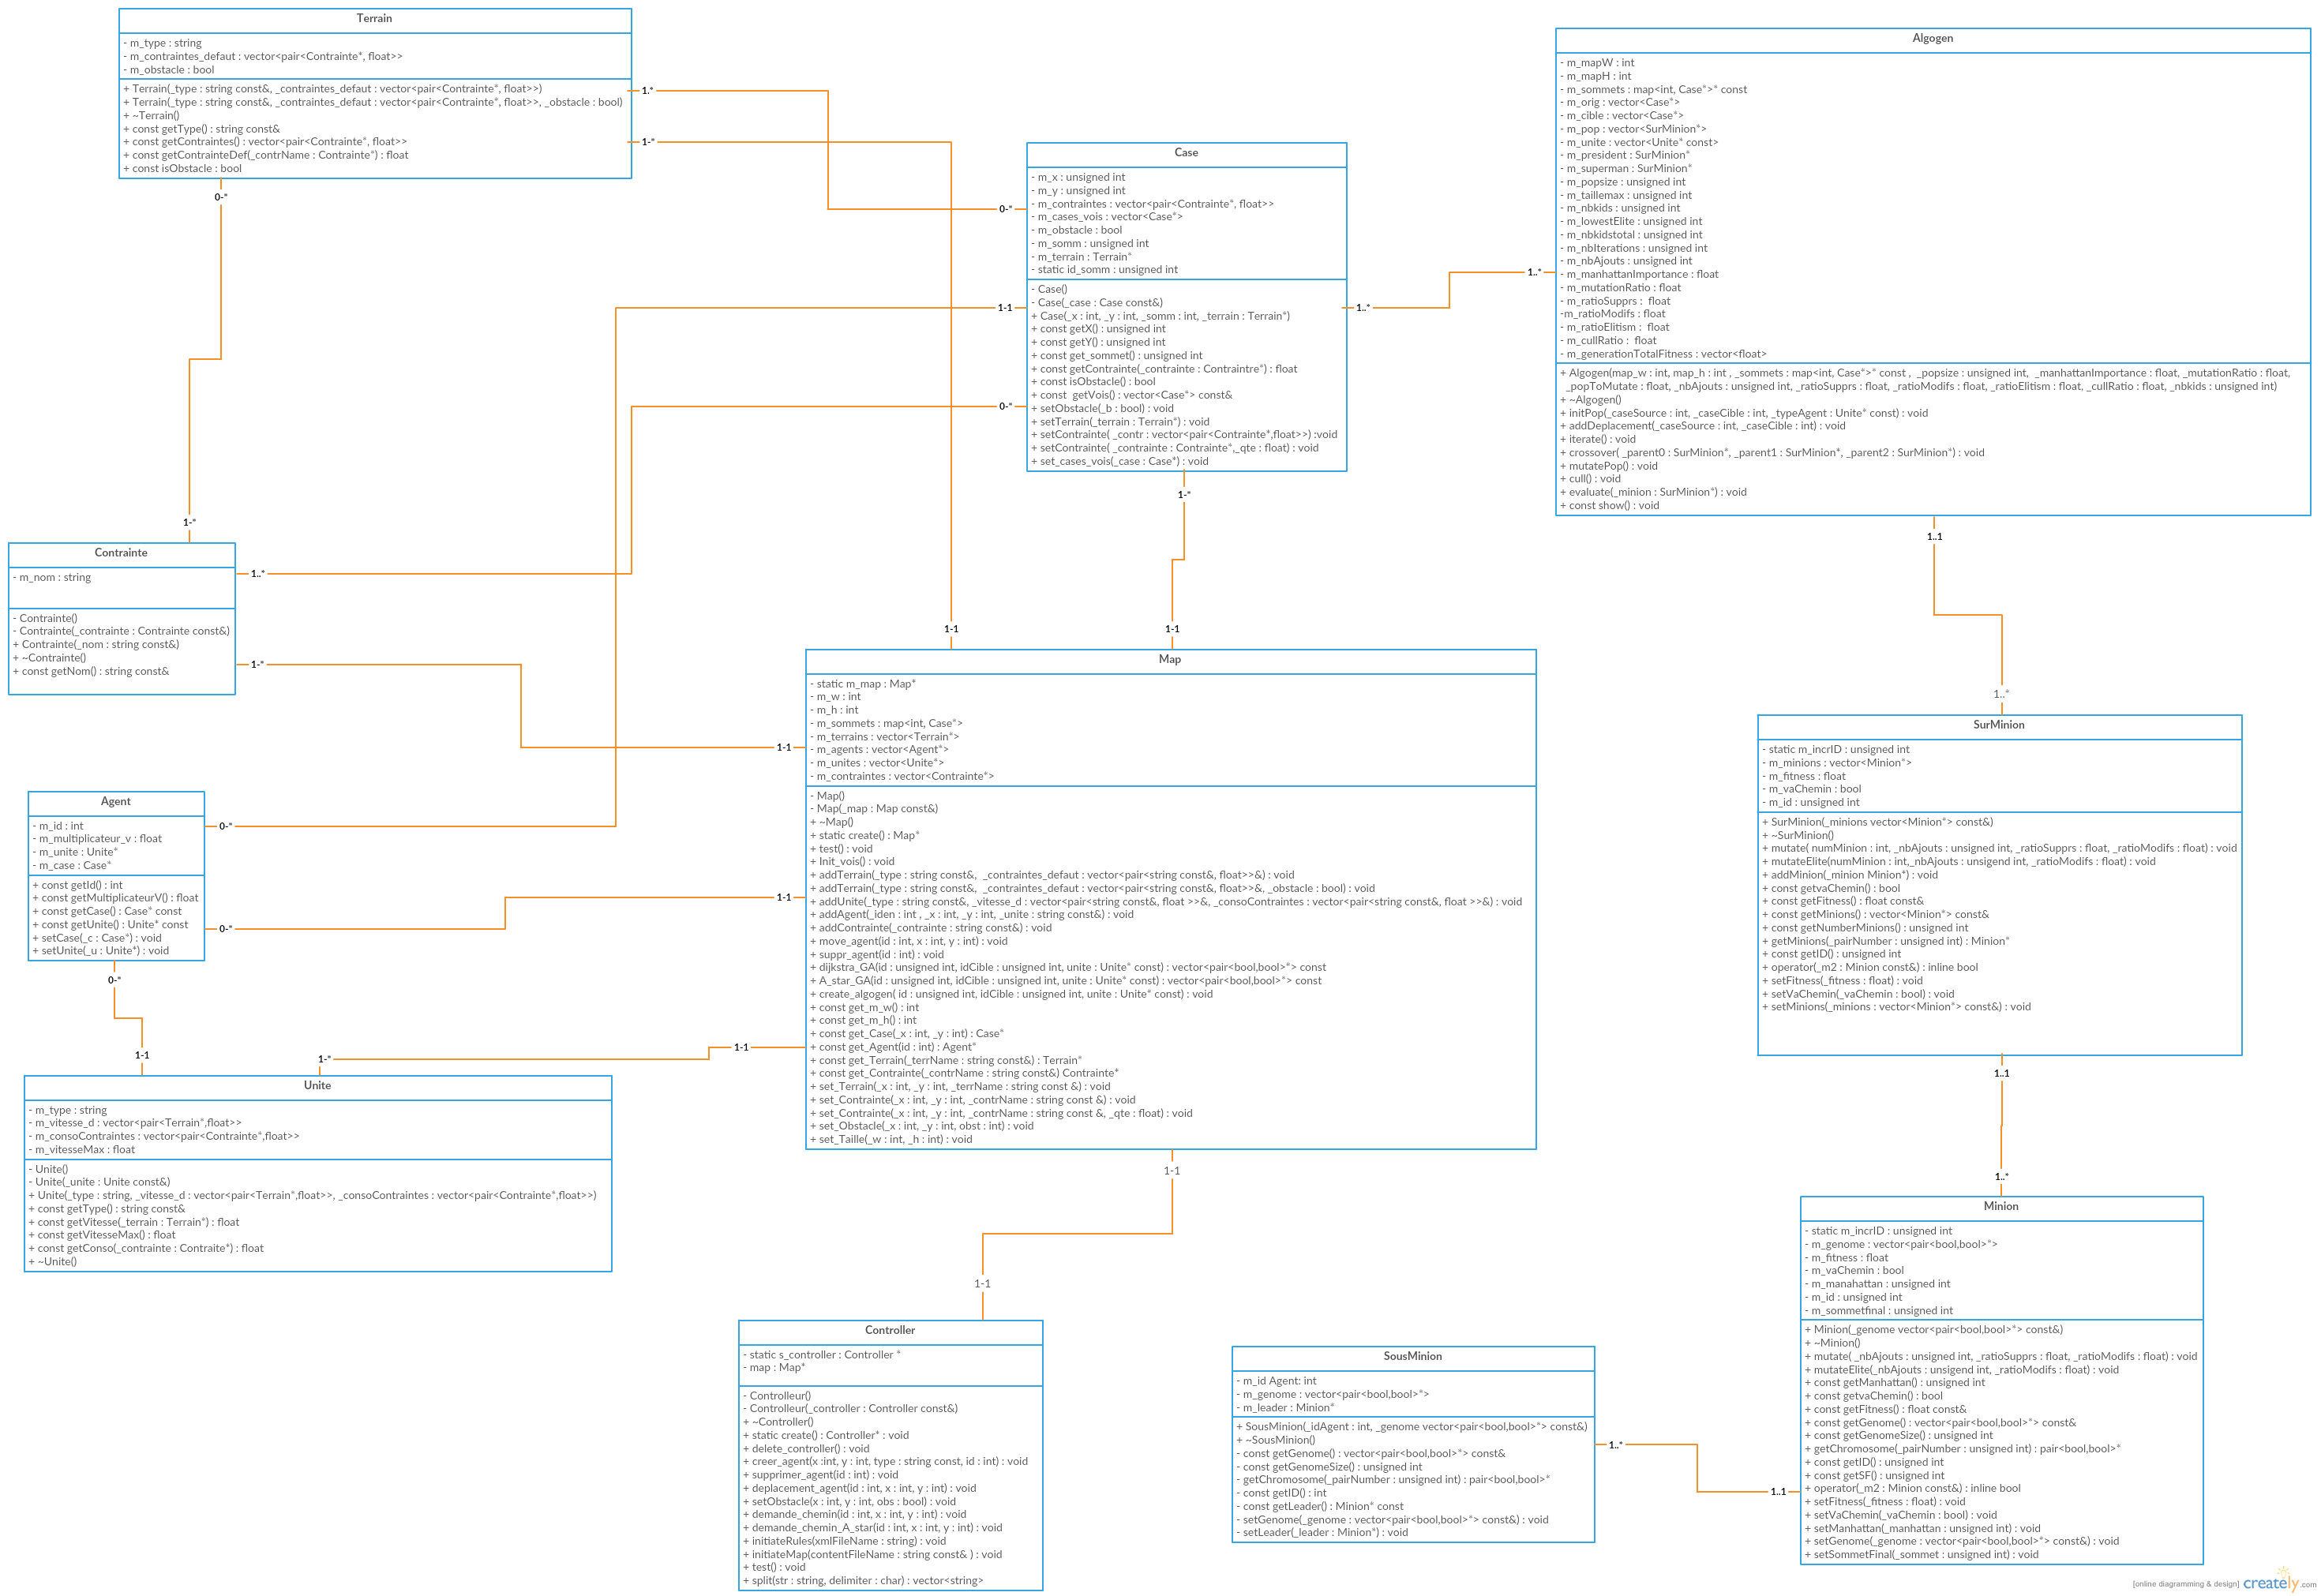 Terrain
- m_type : string
- m_contraintes_defaut : vector<pair<Contrainte*, float>>
- m_obstacle : bool
+ Terrain(_type : string const&, _contraintes_defaut : vector<pair<Contrainte*, float>>)
+ Terrain(_type : string const&, _contraintes_defaut : vector<pair<Contrainte*, float>>, _obstacle : bool)
+ ~Terrain()
+ const getType() : string const&
+ const getContraintes() : vector<pair<Contrainte*, float>>
+ const getContrainteDef(_contrName : Contrainte*) : float
+ const isObstacle : bool
1.*
1-*
0-*
1-*
Case
- m_x : unsigned int
- m_y : unsigned int
- m_contraintes : vector<pair<Contrainte*, float>>
- m_cases_vois : vector<Case*>
- m_obstacle : bool
- m_somm : unsigned int
- m_terrain : Terrain*
- static id_somm : unsigned int
- Case()
- Case(_case : Case const&)
+ Case(_x : int, _y : int, _somm : int, _terrain : Terrain*)
+ const getX() : unsigned int
+ const getY() : unsigned int
+ const get_sommet() : unsigned int
+ const getContrainte(_contrainte : Contraintre*) : float
+ const isObstacle() : bool
+ const  getVois() : vector<Case*> const&
+ setObstacle(_b : bool) : void
+ setTerrain(_terrain : Terrain*) : void
+ setContrainte( _contr : vector<pair<Contrainte*,float>>) :void
+ setContrainte( _contrainte : Contrainte*,_qte : float) : void
+ set_cases_vois(_case : Case*) : void
0-*
1-1
0-*
1..*
1-*
1-1
1-1
Algogen
- m_mapW : int
- m_mapH : int
- m_sommets : map<int, Case*>* const
- m_orig : vector<Case*>
- m_cible : vector<Case*>
- m_pop : vector<SurMinion*>
- m_unite : vector<Unite* const>
- m_president : SurMinion*
- m_superman : SurMinion*
- m_popsize : unsigned int
- m_taillemax : unsigned int
- m_nbkids : unsigned int
- m_lowestElite : unsigned int
- m_nbkidstotal : unsigned int
- m_nbIterations : unsigned int
- m_nbAjouts : unsigned int
- m_manhattanImportance : float
- m_mutationRatio : float
- m_ratioSupprs :  float
-m_ratioModifs : float
- m_ratioElitism :  float
- m_cullRatio :  float
- m_generationTotalFitness : vector<float>
+ Algogen(map_w : int, map_h : int , _sommets : map<int, Case*>* const ,  _popsize : unsigned int,  _manhattanImportance : float, _mutationRatio : float,
_popToMutate : float, _nbAjouts : unsigned int, _ratioSupprs : float, _ratioModifs : float, _ratioElitism : float, _cullRatio : float, _nbkids : unsigned int)
+ ~Algogen()
+ initPop(_caseSource : int, _caseCible : int, _typeAgent : Unite* const) : void
+ addDeplacement(_caseSource : int, _caseCible : int) : void
+ iterate() : void
+ crossover( _parent0 : SurMinion*, _parent1 : SurMinion*, _parent2 : SurMinion*) : void
+ mutatePop() : void
+ cull() : void
+ evaluate(_minion : SurMinion*) : void
+ const show() : void
1..*
1..1
1..*
Contrainte
- m_nom : string
- Contrainte()
- Contrainte(_contrainte : Contrainte const&)
+ Contrainte(_nom : string const&)
+ ~Contrainte()
+ const getNom() : string const&
1..*
1-*
Map
- static m_map : Map*
- m_w : int
- m_h : int
- m_sommets : map<int, Case*>
- m_terrains : vector<Terrain*>
- m_agents : vector<Agent*>
- m_unites : vector<Unite*>
- m_contraintes : vector<Contrainte*>
- Map()
- Map(_map : Map const&)
+ ~Map()
+ static create() : Map*
+ test() : void
+ Init_vois() : void
+ addTerrain(_type : string const&,  _contraintes_defaut : vector<pair<string const&, float>>&) : void
+ addTerrain(_type : string const&,  _contraintes_defaut : vector<pair<string const&, float>>&, _obstacle : bool) : void
+ addUnite(_type : string const&, _vitesse_d : vector<pair<string const&, float >>&, _consoContraintes : vector<pair<string const&, float >>&) : void
+ addAgent(_iden : int , _x : int, _y : int, _unite : string const&) : void
+ addContrainte(_contrainte : string const&) : void
+ move_agent(id : int, x : int, y : int) : void
+ suppr_agent(id : int) : void
+ dijkstra_GA(id : unsigned int, idCible : unsigned int, unite : Unite* const) : vector<pair<bool,bool>*> const
+ A_star_GA(id : unsigned int, idCible : unsigned int, unite : Unite* const) : vector<pair<bool,bool>*> const
+ create_algogen( id : unsigned int, idCible : unsigned int, unite : Unite* const) : void
+ const get_m_w() : int
+ const get_m_h() : int
+ const get_Case(_x : int, _y : int) : Case*
+ const get_Agent(id : int) : Agent*
+ const get_Terrain(_terrName : string const&) : Terrain*
+ const get_Contrainte(_contrName : string const&) Contrainte*
+ set_Terrain(_x : int, _y : int, _terrName : string const &) : void
+ set_Contrainte(_x : int, _y : int, _contrName : string const &) : void
+ set_Contrainte(_x : int, _y : int, _contrName : string const &, _qte : float) : void
+ set_Obstacle(_x : int, _y : int, obst : int) : void
+ set_Taille(_w : int, _h : int) : void
1-1
1-1
1-1
1-1
SurMinion
- static m_incrID : unsigned int
- m_minions : vector<Minion*>
- m_fitness : float
- m_vaChemin : bool
- m_id : unsigned int
+ SurMinion(_minions vector<Minion*> const&)
+ ~SurMinion()
+ mutate( numMinion : int, _nbAjouts : unsigned int, _ratioSupprs : float, _ratioModifs : float) : void
+ mutateElite(numMinion : int,_nbAjouts : unsigend int, _ratioModifs : float) : void
+ addMinion(_minion Minion*) : void
+ const getvaChemin() : bool
+ const getFitness() : float const&
+ const getMinions() : vector<Minion*> const&
+ const getNumberMinions() : unsigned int
+ getMinions(_pairNumber : unsigned int) : Minion*
+ const getID() : unsigned int
+ operator(_m2 : Minion const&) : inline bool
+ setFitness(_fitness : float) : void
+ setVaChemin(_vaChemin : bool) : void
+ setMinions(_minions : vector<Minion*> const&) : void
1..1
1..*
Agent
- m_id : int
- m_multiplicateur_v : float
- m_unite : Unite*
- m_case : Case*
+ const getId() : int
+ const getMultiplicateurV() : float
+ const getCase() : Case* const
+ const getUnite() : Unite* const
+ setCase(_c : Case*) : void
+ setUnite(_u : Unite*) : void
0-*
0-*
0-*
1-1
1-*
Unite
- m_type : string
- m_vitesse_d : vector<pair<Terrain*,float>>
- m_consoContraintes : vector<pair<Contrainte*,float>>
- m_vitesseMax : float
- Unite()
- Unite(_unite : Unite const&)
+ Unite(_type : string, _vitesse_d : vector<pair<Terrain*,float>>, _consoContraintes : vector<pair<Contrainte*,float>>)
+ const getType() : string const&
+ const getVitesse(_terrain : Terrain*) : float
+ const getVitesseMax() : float
+ const getConso(_contrainte : Contraite*) : float
+ ~Unite()
1-1
Controller
- static s_controller : Controller *
- map : Map*
- Controlleur()
- Controlleur(_controller : Controller const&)
+ ~Controller()
+ static create() : Controller* : void
+ delete_controller() : void
+ creer_agent(x :int, y : int, type : string const, id : int) : void
+ supprimer_agent(id : int) : void
+ deplacement_agent(id : int, x : int, y : int) : void
+ setObstacle(x : int, y : int, obs : bool) : void
+ demande_chemin(id : int, x : int, y : int) : void
+ demande_chemin_A_star(id : int, x : int, y : int) : void
+ initiateRules(xmlFileName : string) : void
+ initiateMap(contentFileName : string const& ) : void
+ test() : void
+ split(str : string, delimiter : char) : vector<string>
SousMinion
- m_id Agent: int
- m_genome : vector<pair<bool,bool>*>
- m_leader : Minion*
+ SousMinion(_idAgent : int, _genome vector<pair<bool,bool>*> const&)
+ ~SousMinion()
- const getGenome() : vector<pair<bool,bool>*> const&
- const getGenomeSize() : unsigned int
- getChromosome(_pairNumber : unsigned int) : pair<bool,bool>*
- const getID() : int
- const getLeader() : Minion* const
- setGenome(_genome : vector<pair<bool,bool>*> const&) : void
- setLeader(_leader : Minion*) : void
1..*
1..1
Minion
- static m_incrID : unsigned int
- m_genome : vector<pair<bool,bool>*>
- m_fitness : float
- m_vaChemin : bool
- m_manahattan : unsigned int
- m_id : unsigned int
- m_sommetfinal : unsigned int
+ Minion(_genome vector<pair<bool,bool>*> const&)
+ ~Minion()
+ mutate( _nbAjouts : unsigned int, _ratioSupprs : float, _ratioModifs : float) : void
+ mutateElite(_nbAjouts : unsigend int, _ratioModifs : float) : void
+ const getManhattan() : unsigned int
+ const getvaChemin() : bool
+ const getFitness() : float const&
+ const getGenome() : vector<pair<bool,bool>*> const&
+ const getGenomeSize() : unsigned int
+ getChromosome(_pairNumber : unsigned int) : pair<bool,bool>*
+ const getID() : unsigned int
+ const getSF() : unsigned int
+ operator(_m2 : Minion const&) : inline bool
+ setFitness(_fitness : float) : void
+ setVaChemin(_vaChemin : bool) : void
+ setManhattan(_manhattan : unsigned int) : void
+ setGenome(_genome : vector<pair<bool,bool>*> const&) : void
+ setSommetFinal(_sommet : unsigned int) : void
[online diagramming & design] creately.com